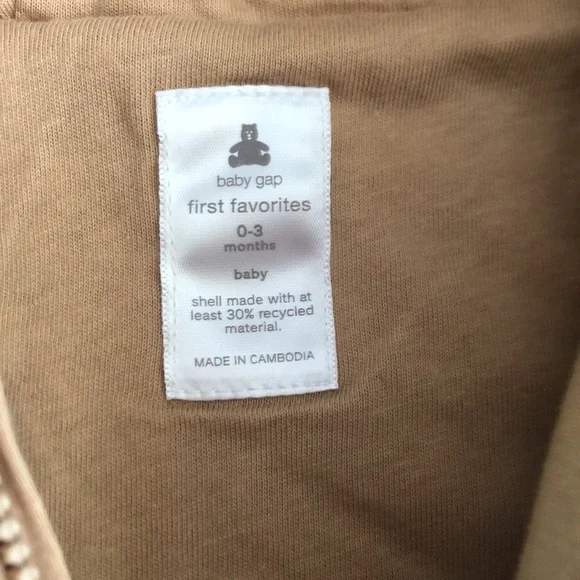 baby gap
first favorites
0-3
months
baby
shell made with at
least 30% recycled
material.
MADE IN CAMBODIA